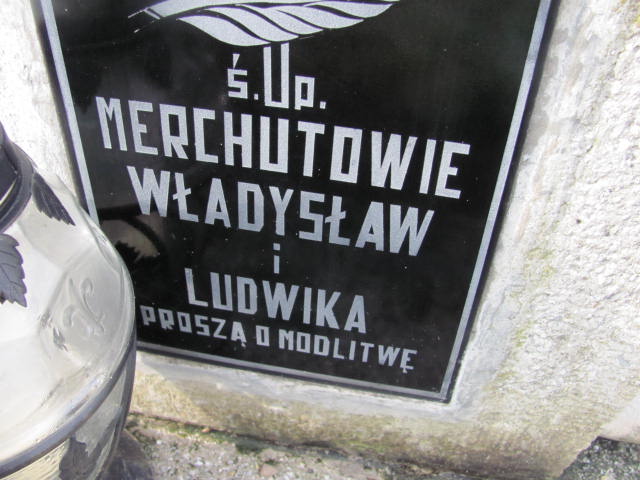 ś.Up.
MERCHUTOWIE
WŁADYSŁAW
i
LUDWIKA
PROSZĄ O MODLITWĘ